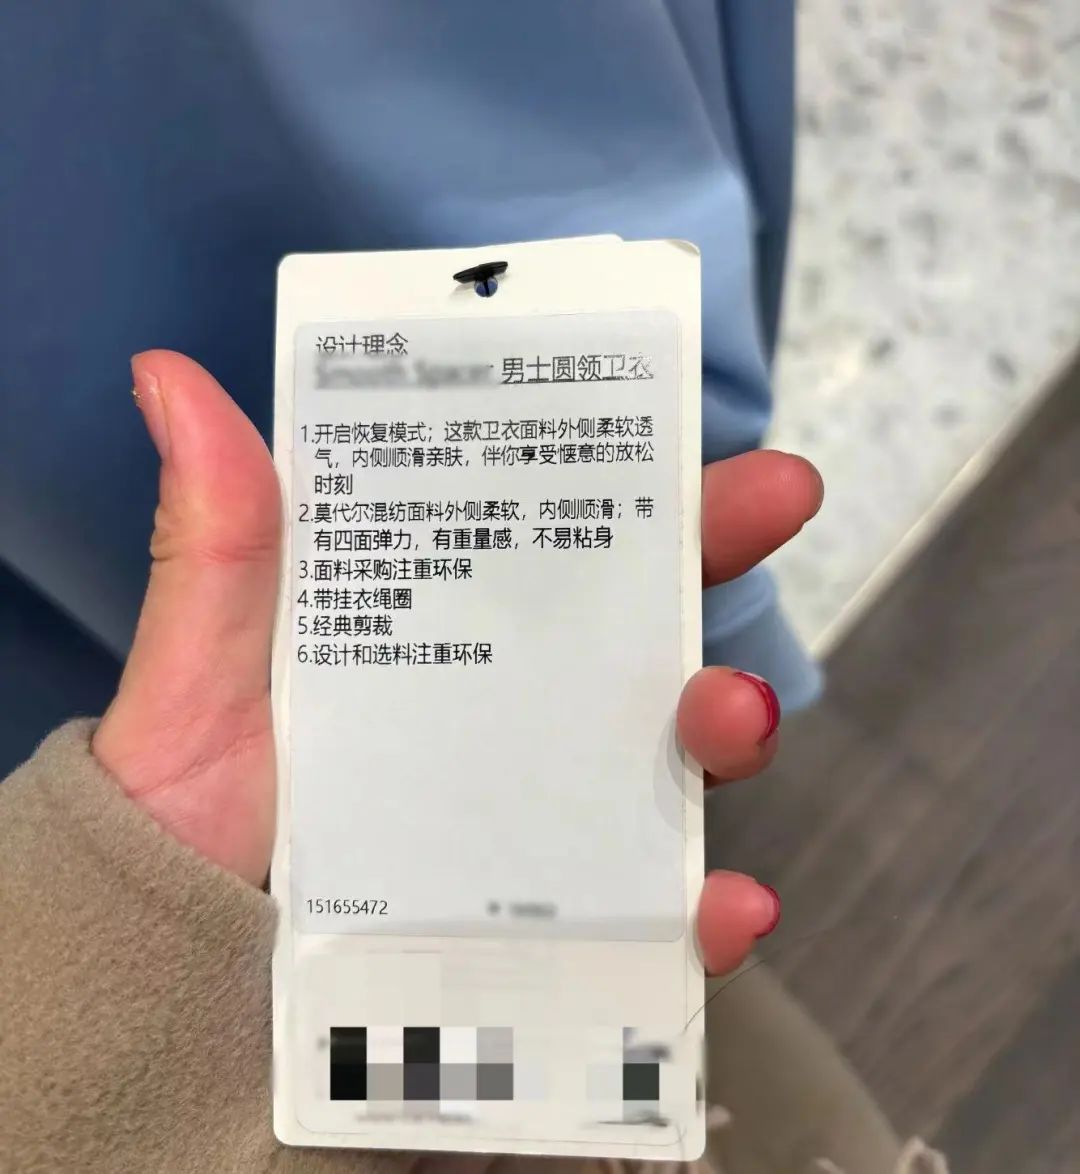 设计理念
男士圆领卫衣
1.开启恢复模式；这款卫衣面料外侧柔软透
气，内侧顺滑亲肤，伴你享受惬意的放松
时刻
2.莫代尔混纺面料外侧柔软，内侧顺滑；带
有四面弹力，有重量感，不易粘身
3.面料采购注重环保
4.带挂衣绳圈
5.经典剪裁
6.设计和选料注重环保
151655472